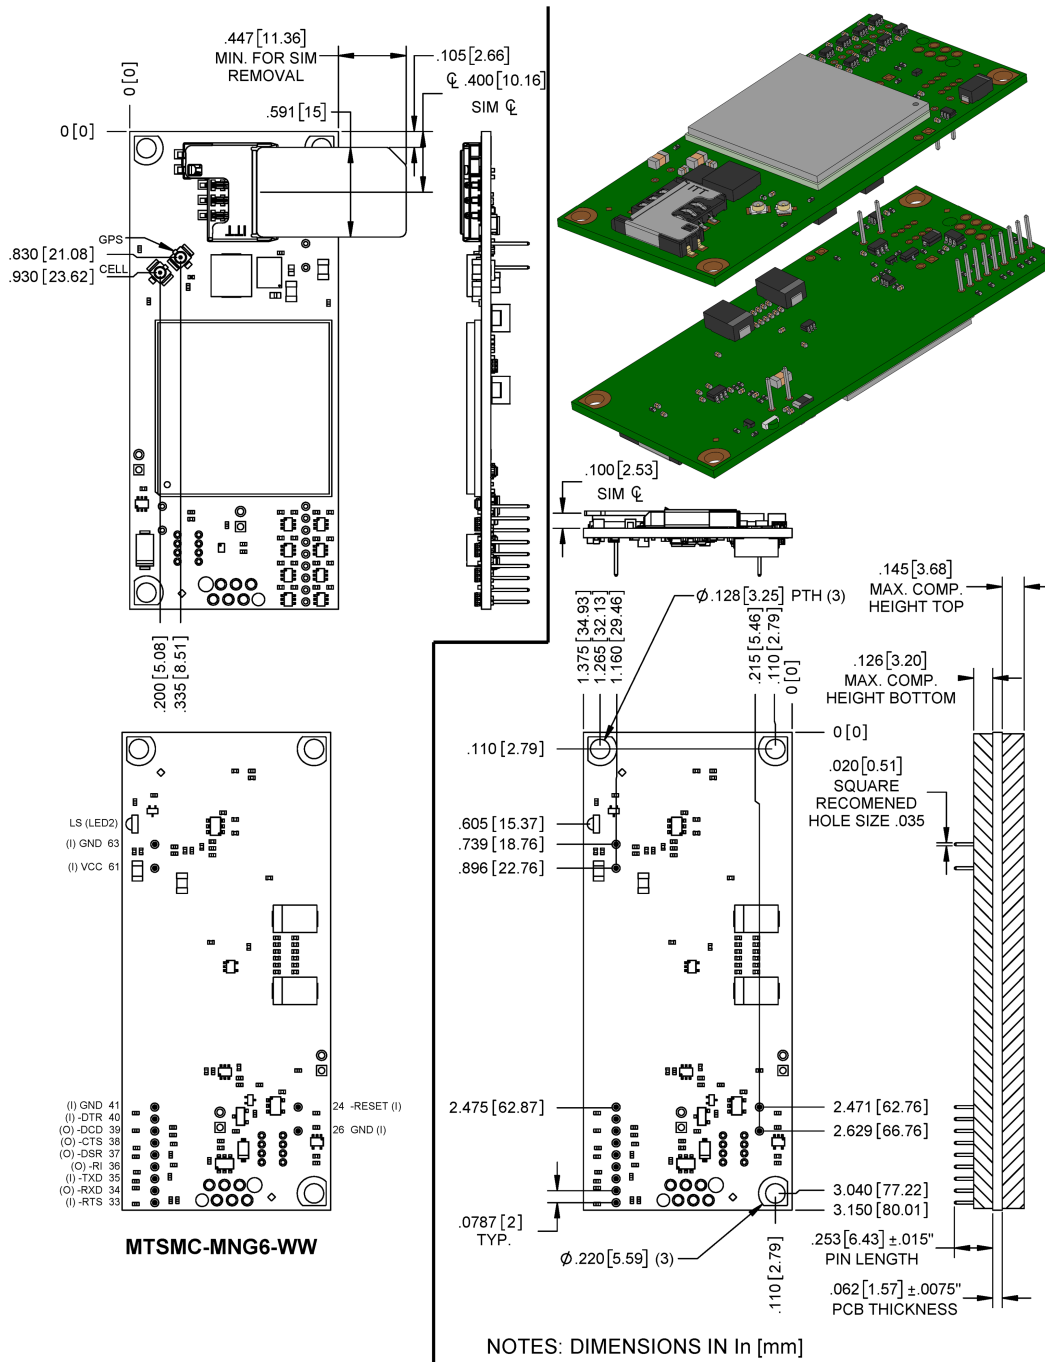 .447 [11.36]
MIN. FOR SIM
REMOVAL
.105 [2.66]
℄ .400 [10.16]
SIM ℄
.591 [15]
0 [0]
0 [0]
GPS
.830 [21.08]
CELL
.930 [23.62]
.200 [5.08]
.335 [8.51]
.100 [2.53]
SIM ℄
Ø.128 [3.25] PTH (3)
1.375 [34.93]
1.265 [32.13]
1.160 [29.46]
.215 [5.46]
.110 [2.79]
0 [0]
.145 [3.68]
MAX. COMP.
HEIGHT TOP
.126 [3.20]
MAX. COMP.
HEIGHT BOTTOM
0 [0]
.110 [2.79]
.020 [0.51]
SQUARE
RECOMENED
HOLE SIZE .035
.605 [15.37]
.739 [18.76]
.896 [22.76]
2.475 [62.87]
2.471 [62.76]
2.629 [66.76]
3.040 [77.22]
3.150 [80.01]
.0787 [2]
TYP.
Ø.220 [5.59] (3)
.110 [2.79]
.253 [6.43] ±.015"
PIN LENGTH
.062 [1.57] ±.0075"
PCB THICKNESS
LS (LED2)
(I) GND 63
(I) VCC 61
(I) GND 41
(I) -DTR 40
(O) -DCD 39
(O) -CTS 38
(O) -DSR 37
(O) -RI 36
(I) -TXD 35
(O) -RXD 34
(I) -RTS 33
24 -RESET (I)
26 GND (I)
MTSMC-MNG6-WW
NOTES: DIMENSIONS IN In [mm]